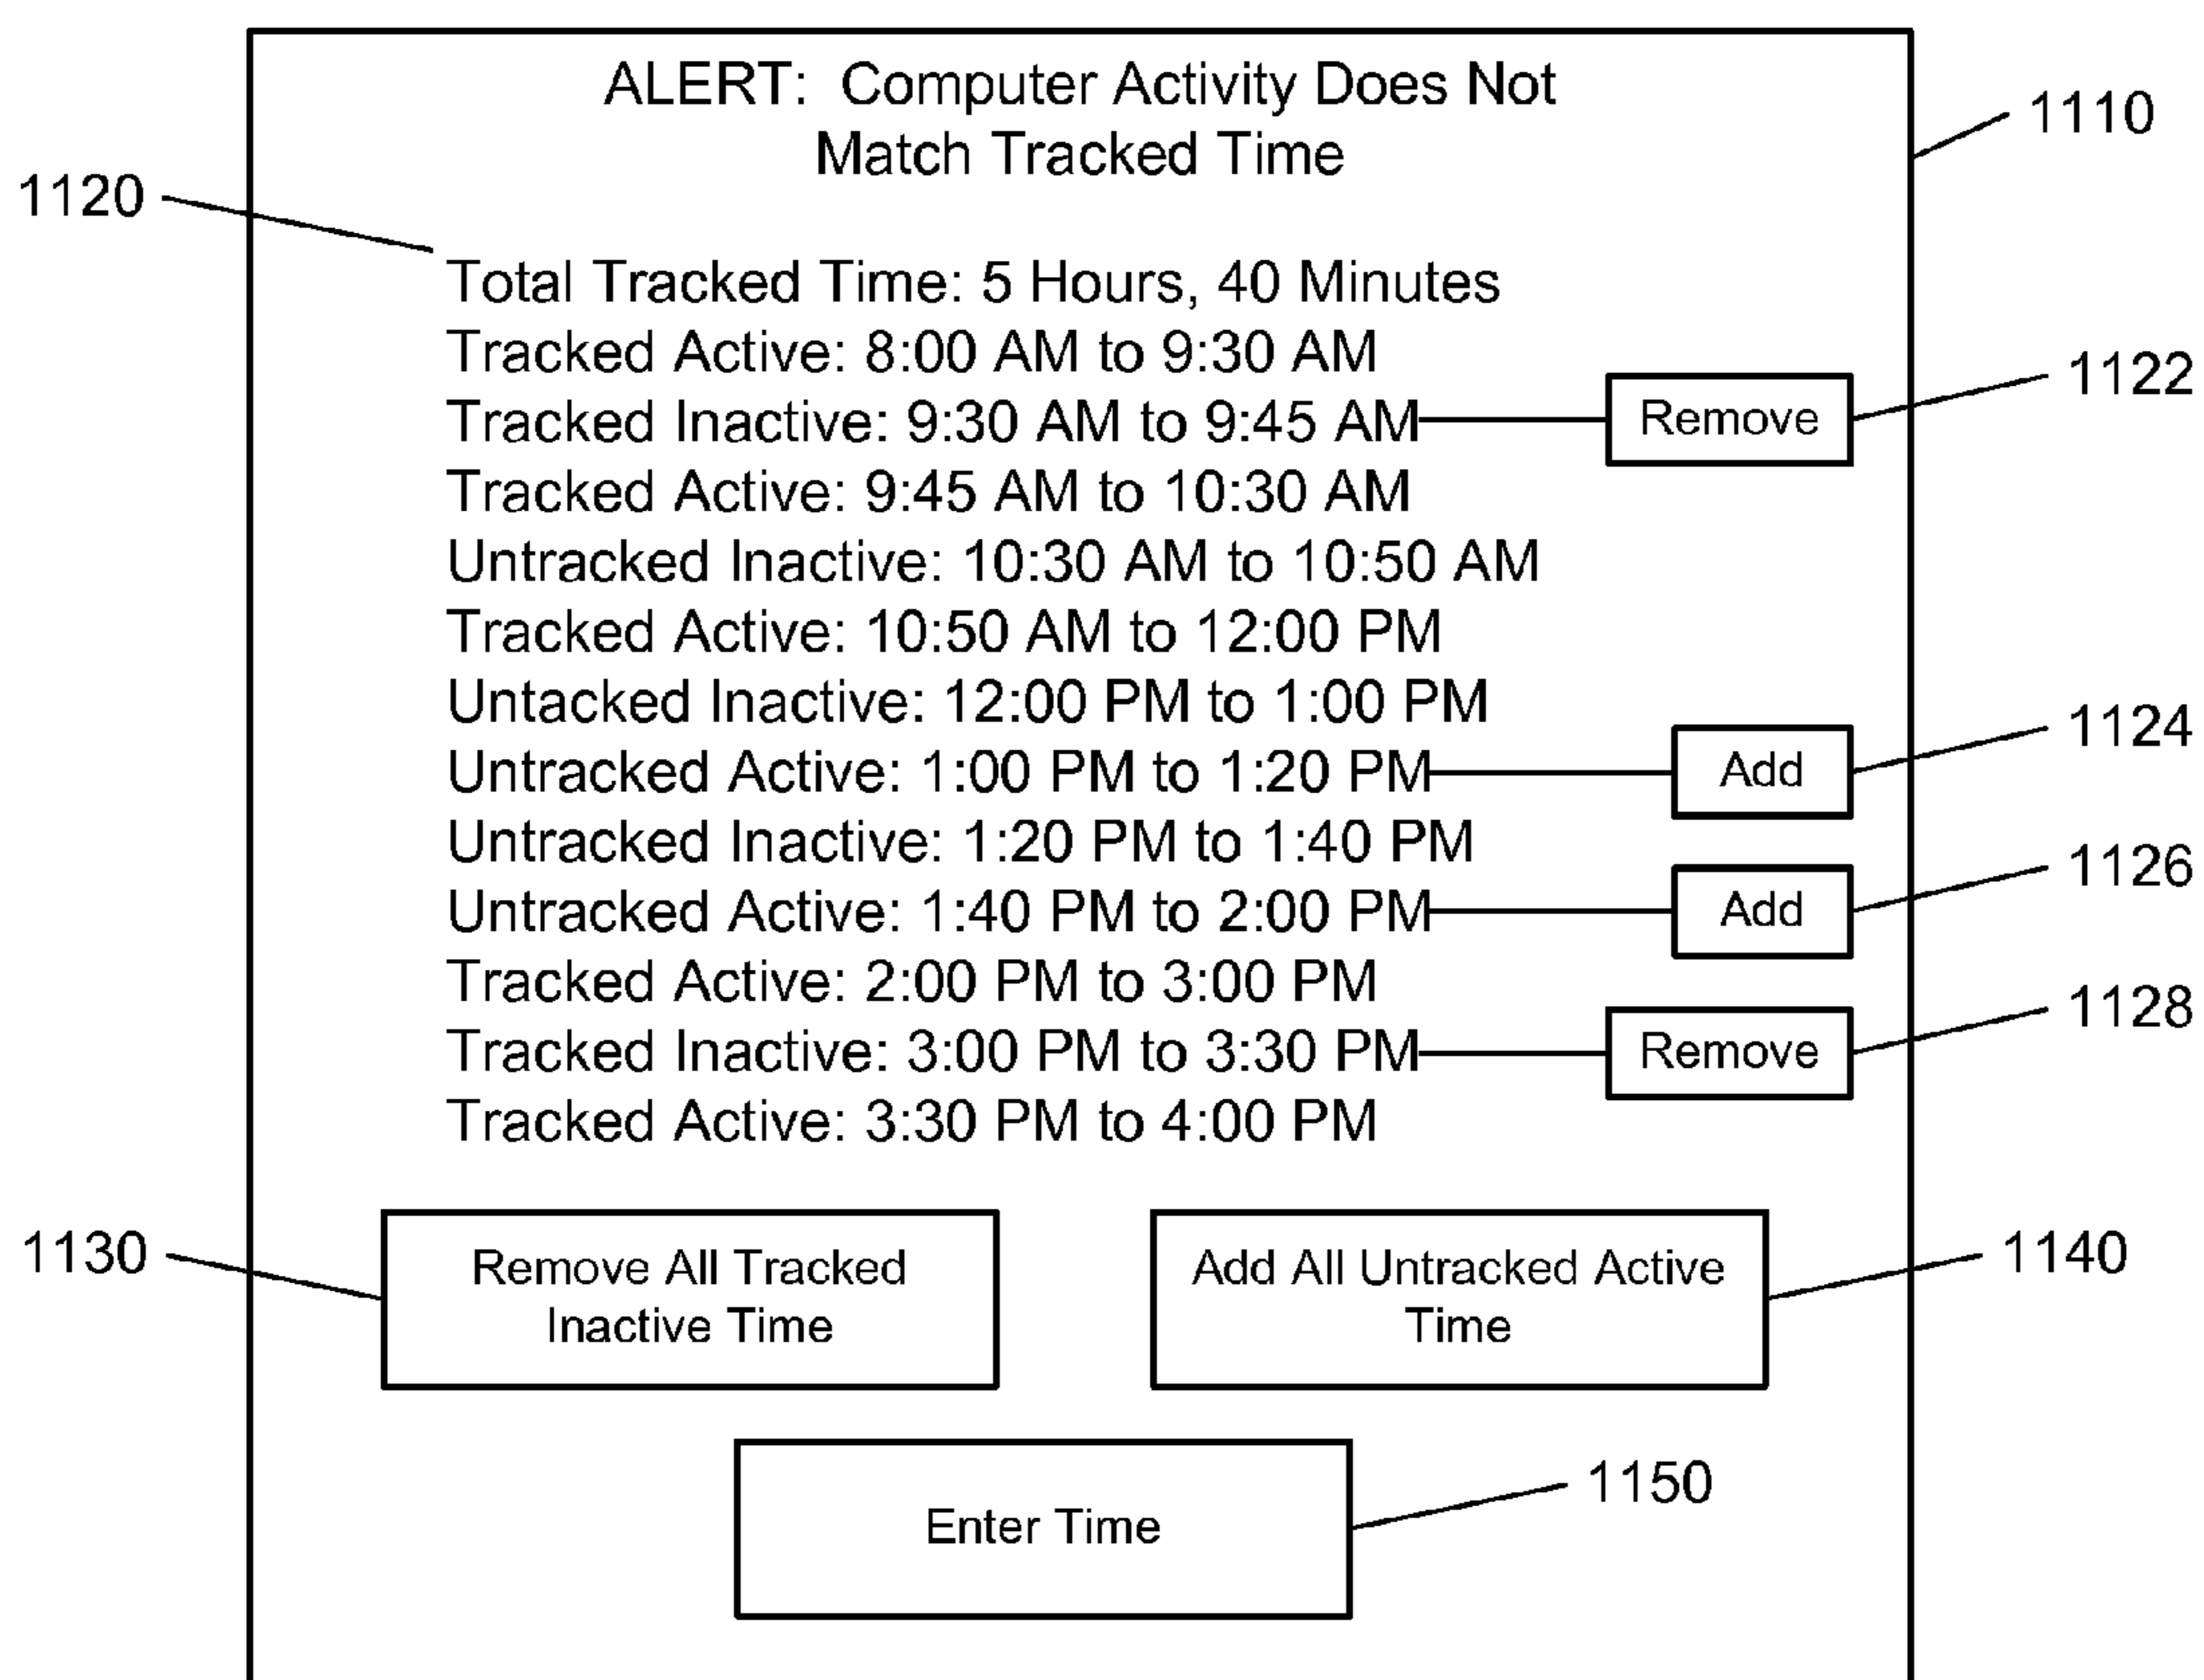 ALERT: Computer Activity Does Not
Match Tracked Time
1110
1120
Total Tracked Time: 5 Hours, 40 Minutes
Tracked Active: 8:00 AM to 9:30 AM
Tracked Inactive: 9:30 AM to 9:45 AM
Remove
1122
Tracked Active: 9:45 AM to 10:30 AM
Untracked Inactive: 10:30 AM to 10:50 AM
Tracked Active: 10:50 AM to 12:00 PM
Untacked Inactive: 12:00 PM to 1:00 PM
Untracked Active: 1:00 PM to 1:20 PM
Add
1124
Untracked Inactive: 1:20 PM to 1:40 PM
Untracked Active: 1:40 PM to 2:00 PM
Add
1126
Tracked Active: 2:00 PM to 3:00 PM
Tracked Inactive: 3:00 PM to 3:30 PM
Remove
1128
Tracked Active: 3:30 PM to 4:00 PM
1130
Remove All Tracked
Inactive Time
Add All Untracked Active
Time
1140
Enter Time
1150